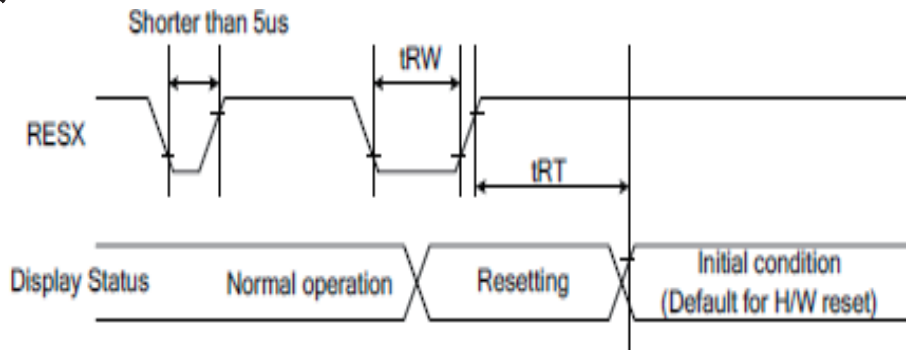 Shorter than 5us
tRW
RESX
tRT
Display Status
Normal operation
Resetting
Initial condition
(Default for H/W reset)